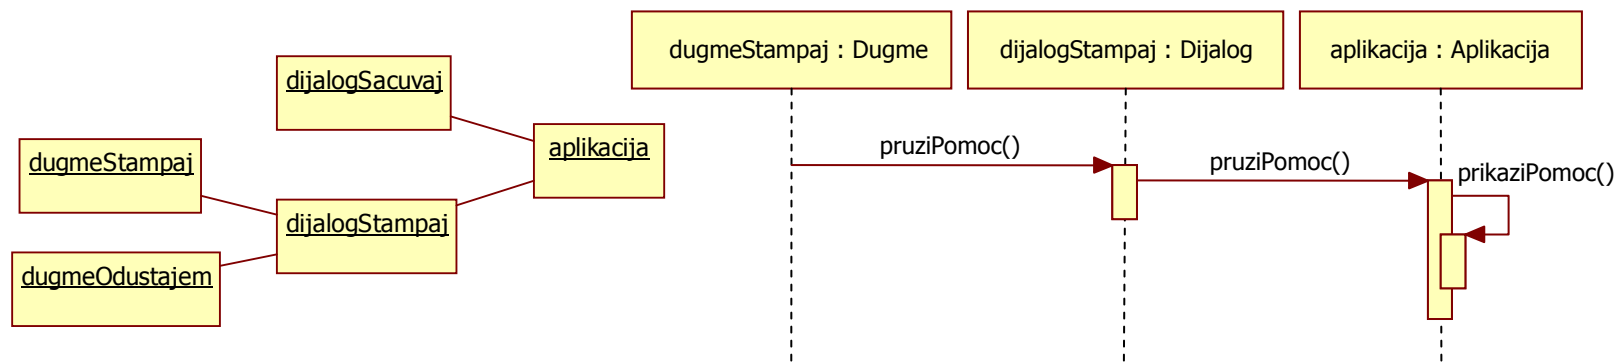 dijalogSacuvaj
dugmeStampaj
aplikacija
dijalogStampaj
dugmeOdustajem
dugmeStampaj : Dugme
dijalogStampaj : Dijalog
aplikacija : Aplikacija
pruziPomoc()
pruziPomoc()
prikaziPomoc()